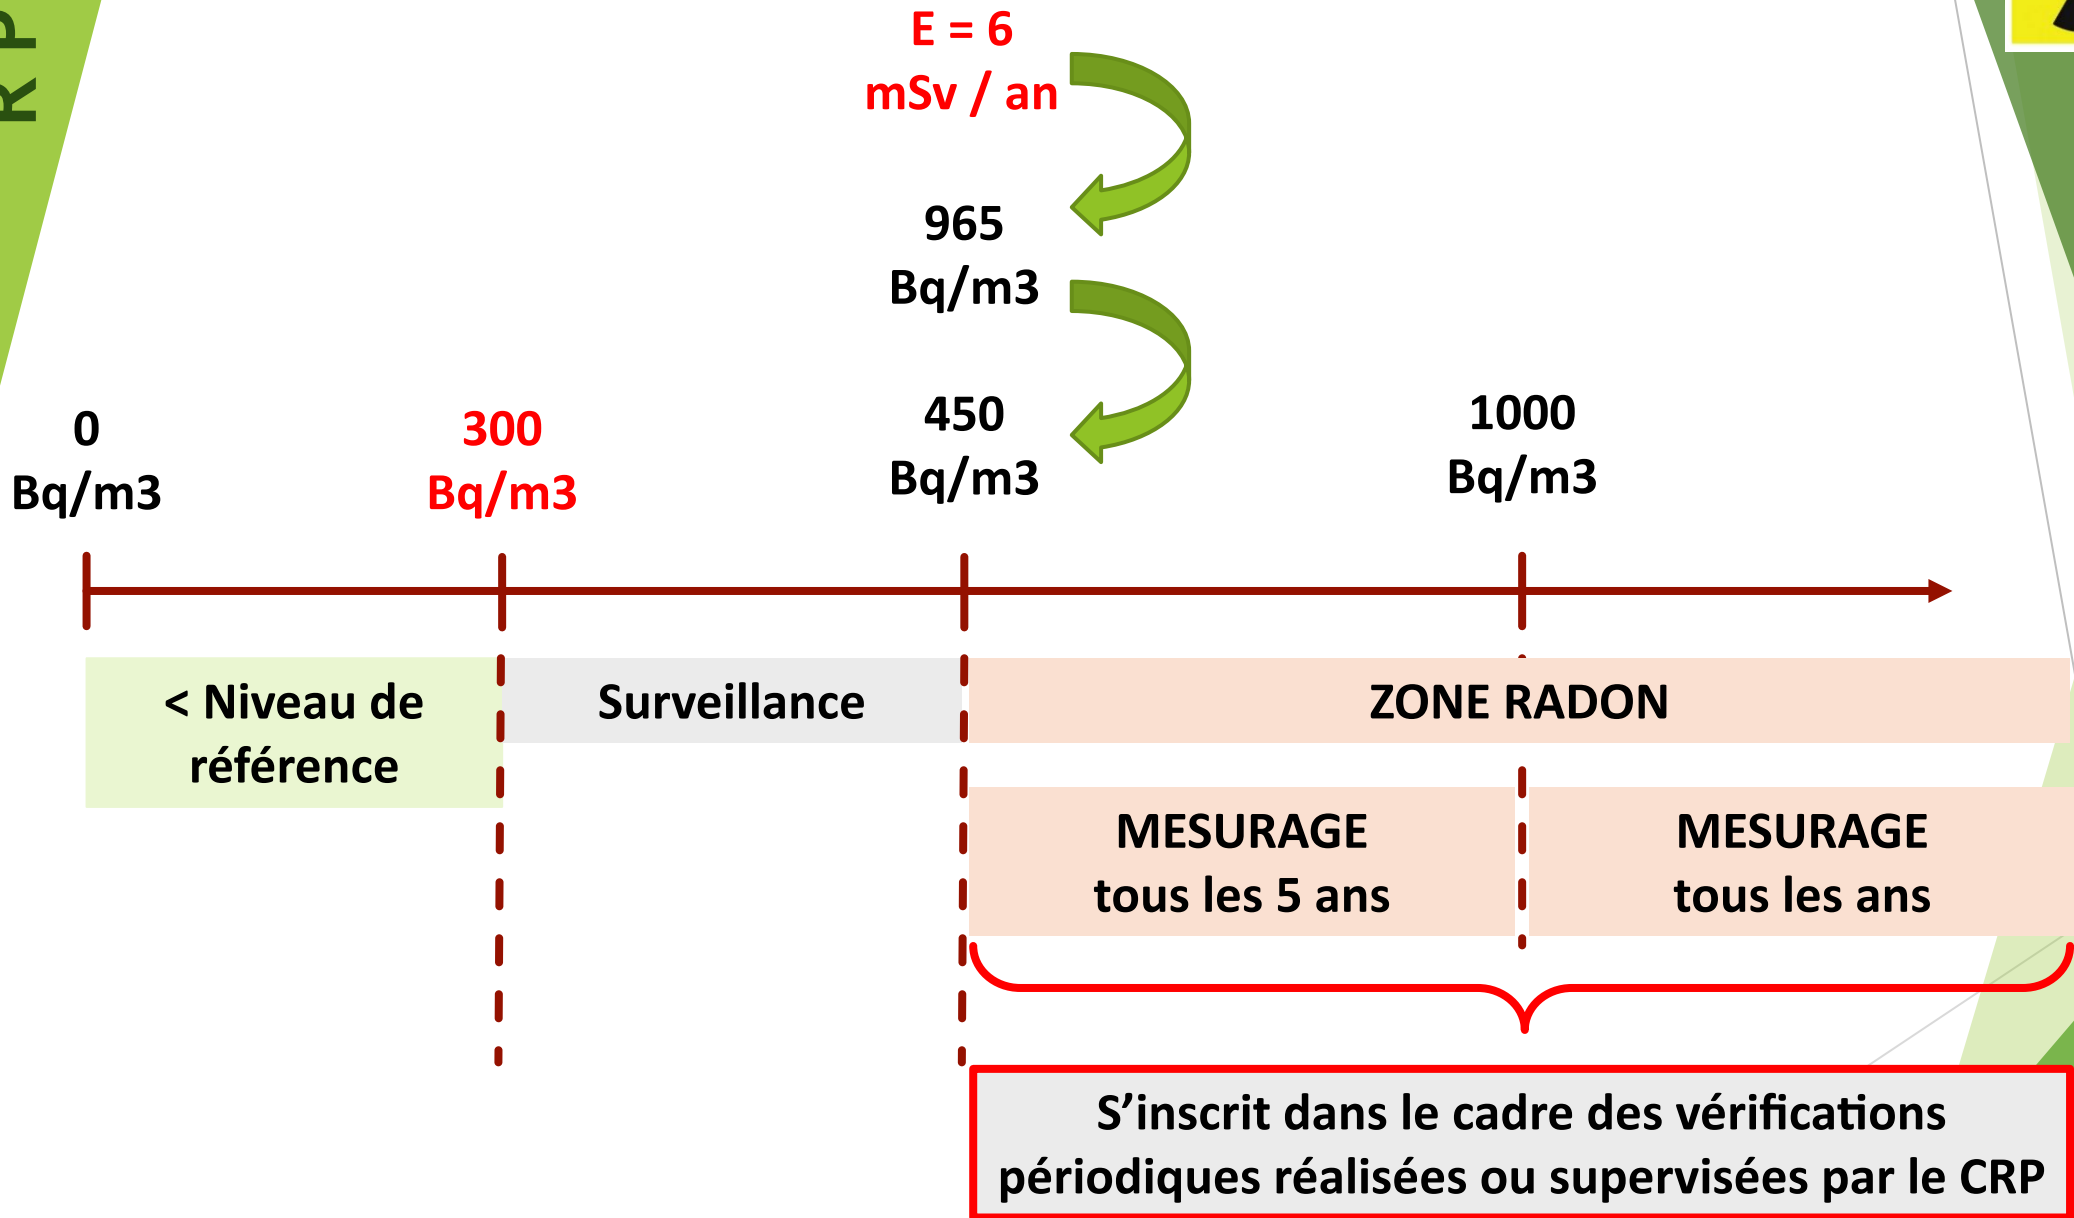 R P
E = 6
mSv / an
965
Bq/m3
0
Bq/m3
300
Bq/m3
450
Bq/m3
1000
Bq/m3
< Niveau de
référence
Surveillance
ZONE RADON
MESURAGE
tous les 5 ans
MESURAGE
tous les ans
S’inscrit dans le cadre des vérifications
périodiques réalisées ou supervisées par le CRP